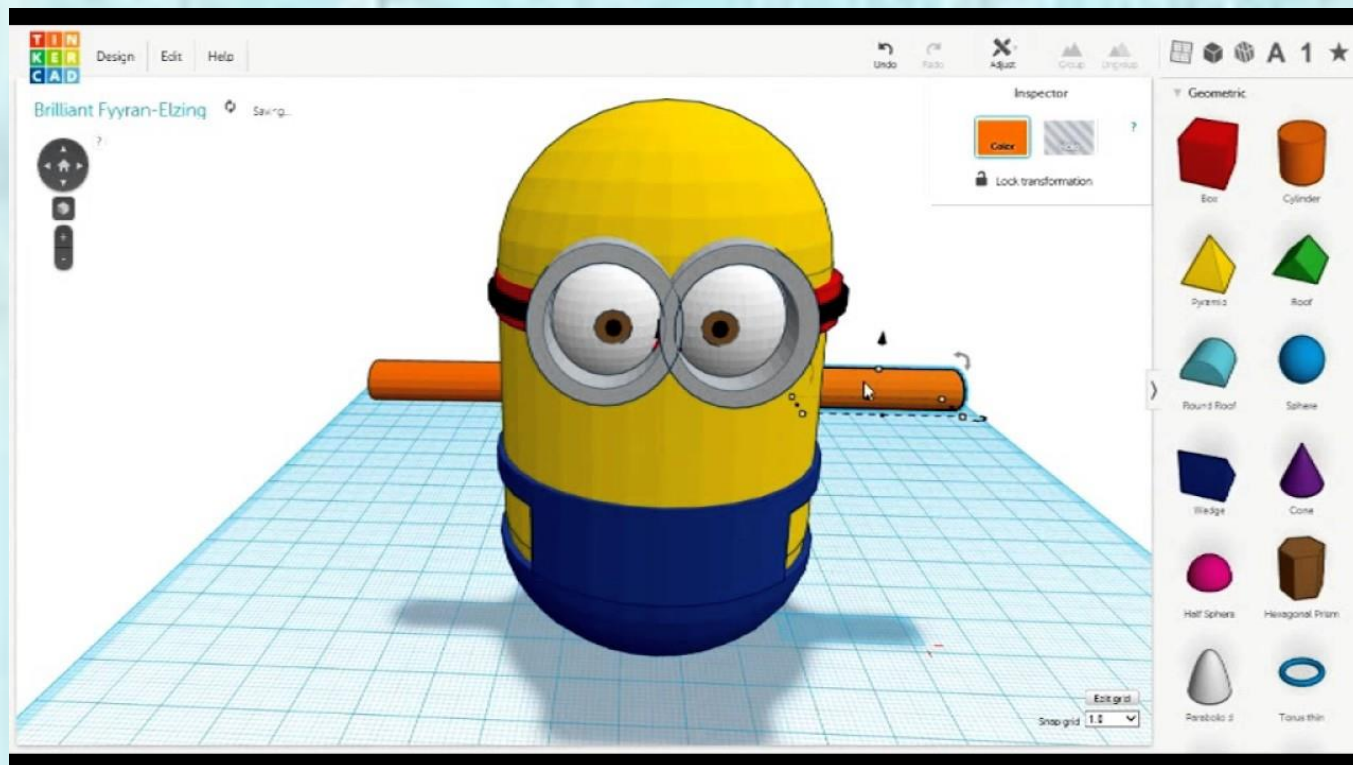 TIN
KER
CAD
Design
Edit
Help
Undo
Redo
Adjust
Group
Ungroup
A
1
Brilliant Fyyran-Elzing
Saving...
?
+
-
Inspector
Color
?
Lock transformation
Geometric
Box
Cylinder
Pyramid
Roof
Round Roof
Sphere
Wedge
Cone
Half Sphere
Hexagonal Prism
Paraboloid
Torus thin
Edit grid
Snap grid 1.0